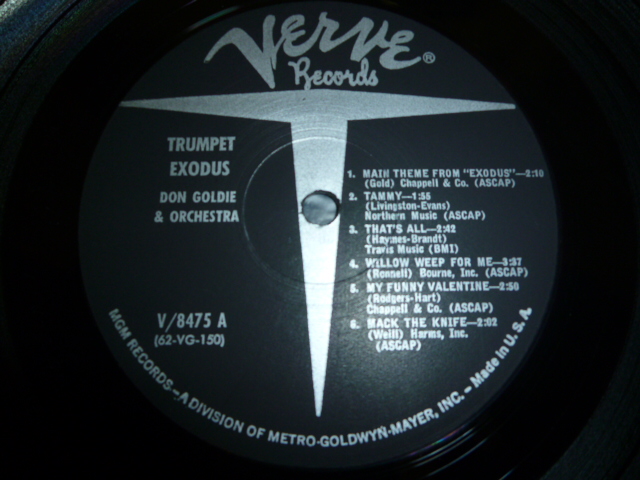 Verve®
Records
TRUMPET
EXODUS
DON GOLDIE
& ORCHESTRA
V/8475 A
(62-VG-150)
1. MAIN THEME FROM "EXODUS"—2:10
(Gold) Chappell & Co. (ASCAP)
2. TAMMY—1:55
(Livingston-Evans)
Northern Music (ASCAP)
3. THAT'S ALL—2:42
(Haymes-Brandt)
Travis Music (BMI)
4. WILLOW WEEP FOR ME—3:37
(Ronnell) Bourne, Inc. (ASCAP)
5. MY FUNNY VALENTINE—2:50
(Rodgers-Hart)
Chappell & Co. (ASCAP)
6. MACK THE KNIFE—2:02
(Weill) Harms, Inc.
(ASCAP)
MGM RECORDS—A DIVISION OF METRO-GOLDWYN-MAYER, INC. – Made in U. S. A.